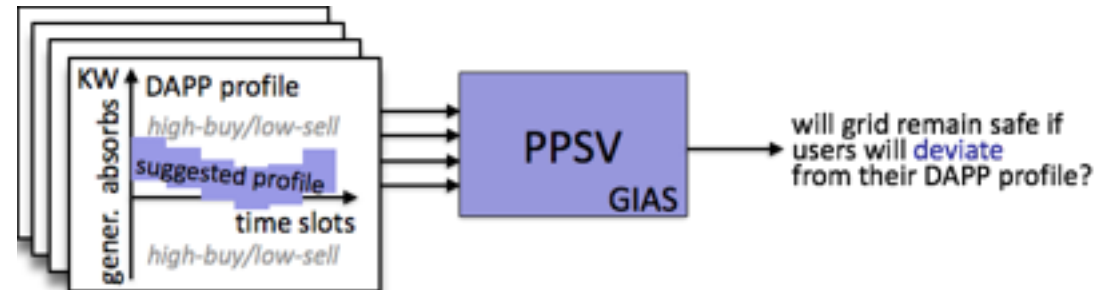 KW
DAPP profile
high-buy/low-sell
absorbs
suggested profile
gener.
time slots
high-buy/low-sell
PPSV
GIAS
will grid remain safe if
users will deviate
from their DAPP profile?